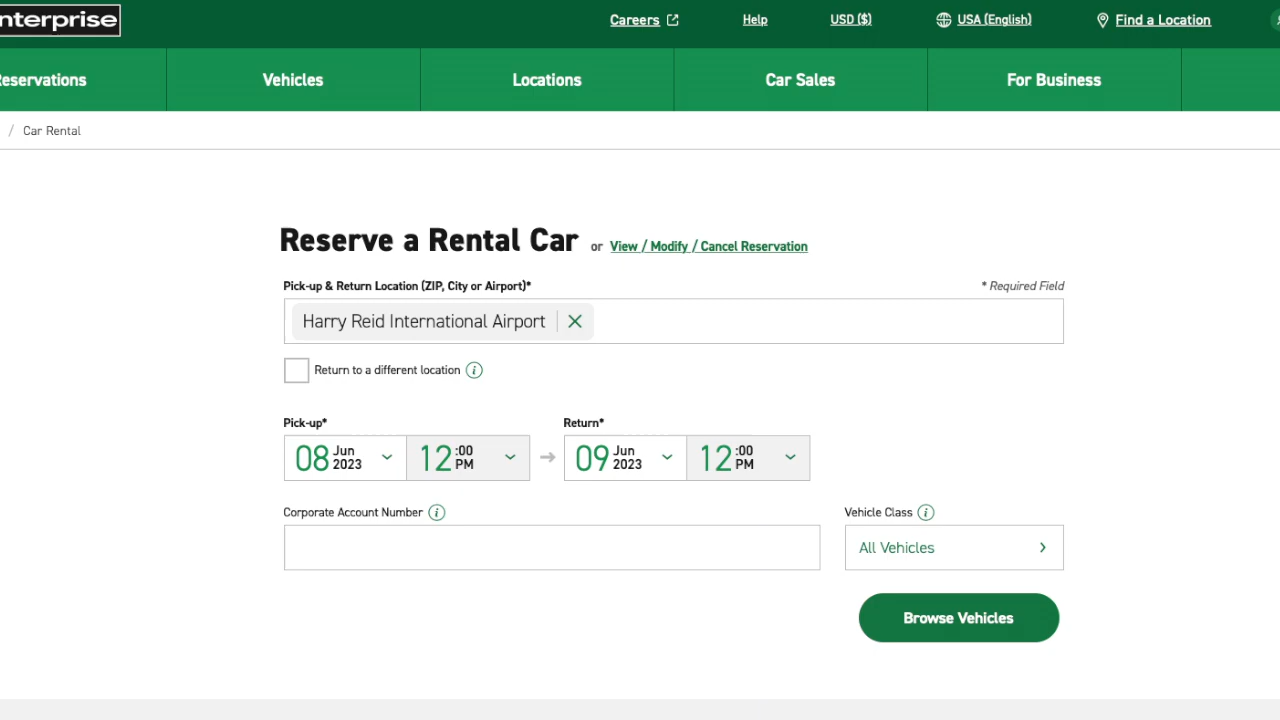 nterprise
Careers
Help
USD ($)
USA (English)
Find a Location
eservations
Vehicles
Locations
Car Sales
For Business
/ Car Rental
Reserve a Rental Car or View / Modify / Cancel Reservation
Pick-up & Return Location (ZIP, City or Airport)*
* Required Field
Harry Reid International Airport
Return to a different location
Pick-up*
Return*
08 Jun 2023
12 :00 PM
09 Jun 2023
12 :00 PM
Corporate Account Number
Vehicle Class
All Vehicles
Browse Vehicles